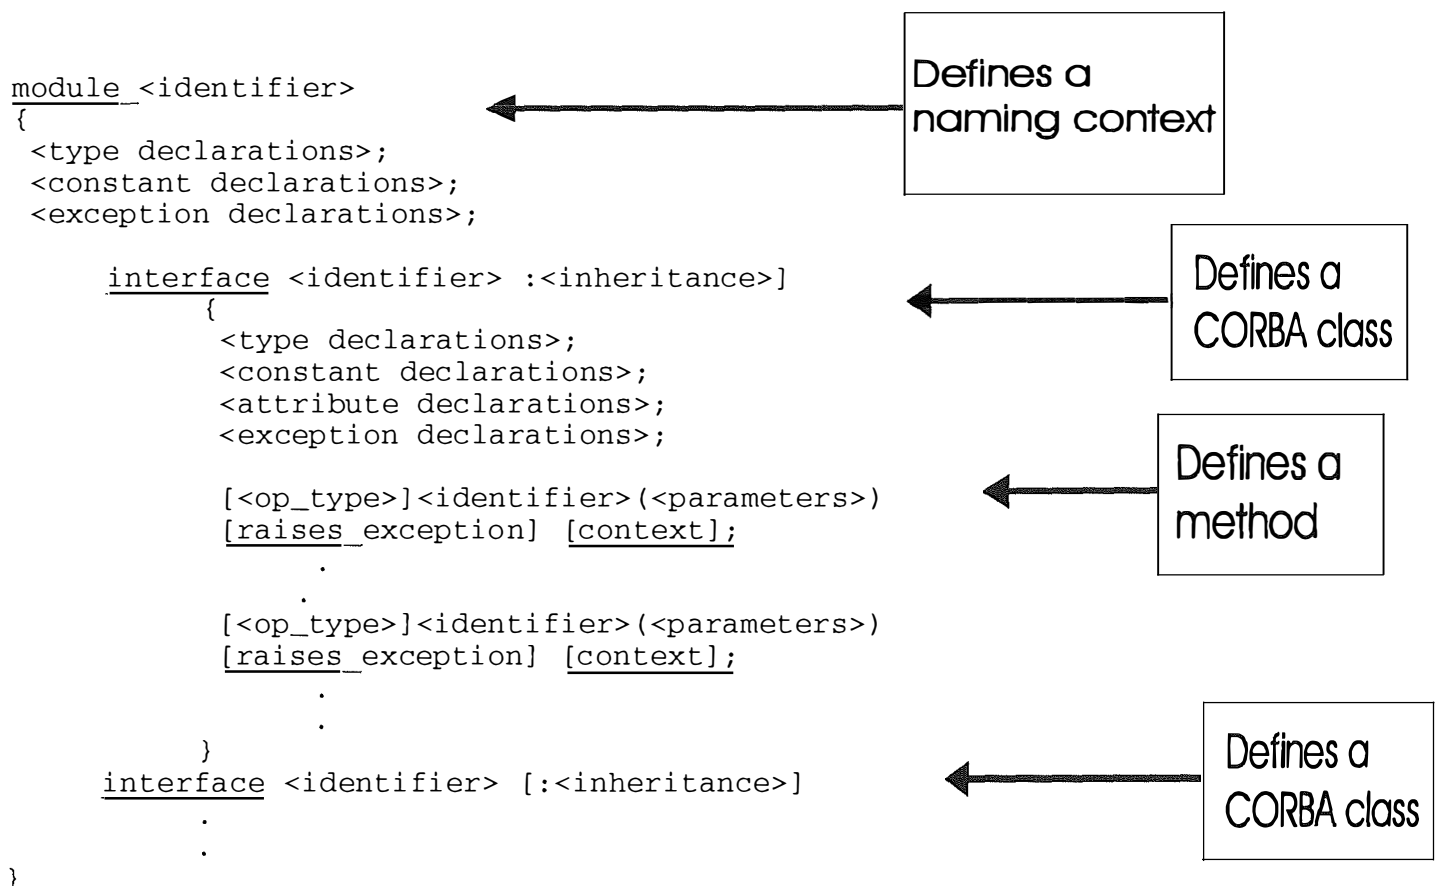 module <identifier>
{
<type declarations>;
<constant declarations>;
<exception declarations>;
Defines a
naming context
interface <identifier> :<inheritance>]
{
<type declarations>;
<constant declarations>;
<attribute declarations>;
<exception declarations>;
Defines a
CORBA class
[<op_type>]<identifier>(<parameters>)
[raises exception] [context];
.
.
Defines a
method
[<op_type>]<identifier>(<parameters>)
[raises exception] [context];
.
.
}
interface <identifier> [:<inheritance>]
.
.
}
Defines a
CORBA class